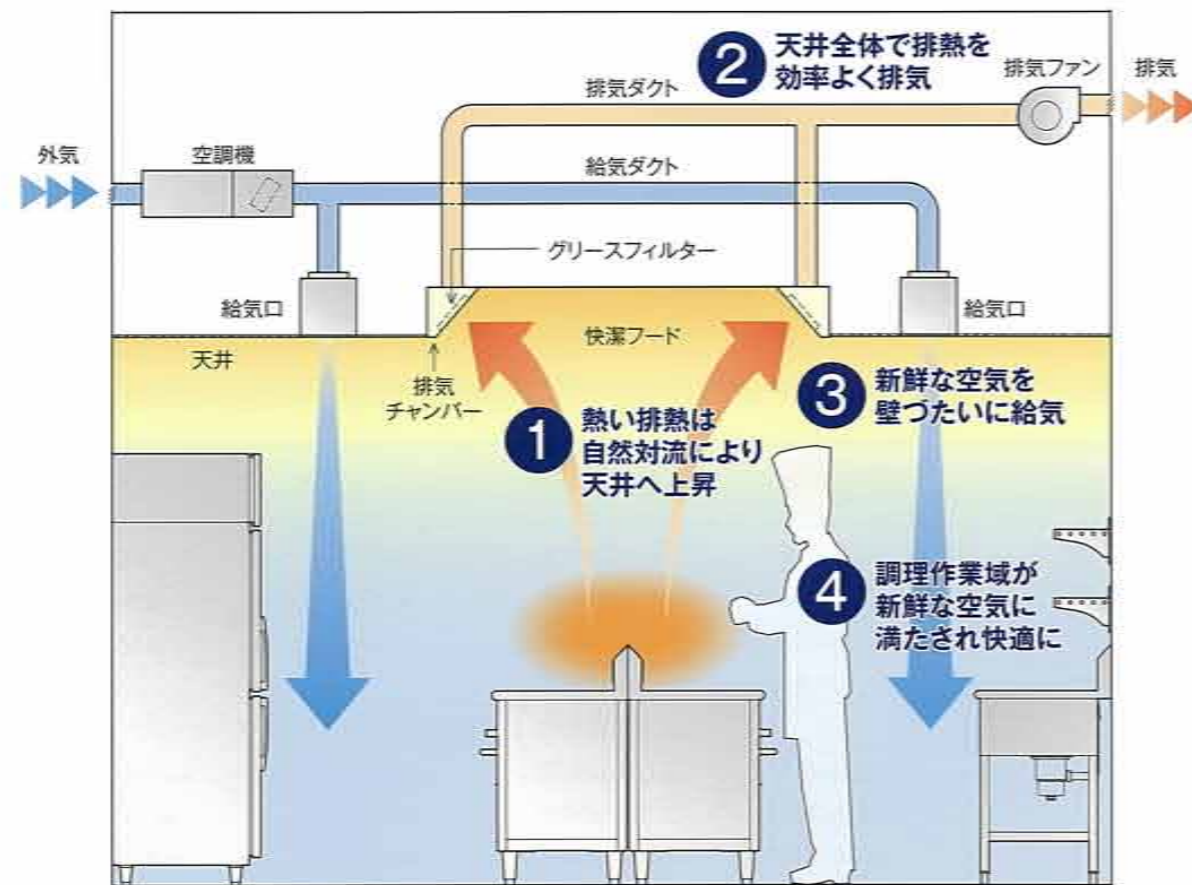 2 天井全体で排熱を
効率よく排気
排気ファン
排気
排気ダクト
外気
空調機
給気ダクト
グリースフィルター
給気口
給気口
天井
快潔フード
排気
チャンバー
1 熱い排熱は
自然対流により
天井へ上昇
3 新鮮な空気を
壁づたいに給気
4 調理作業域が
新鮮な空気に
満たされ快適に